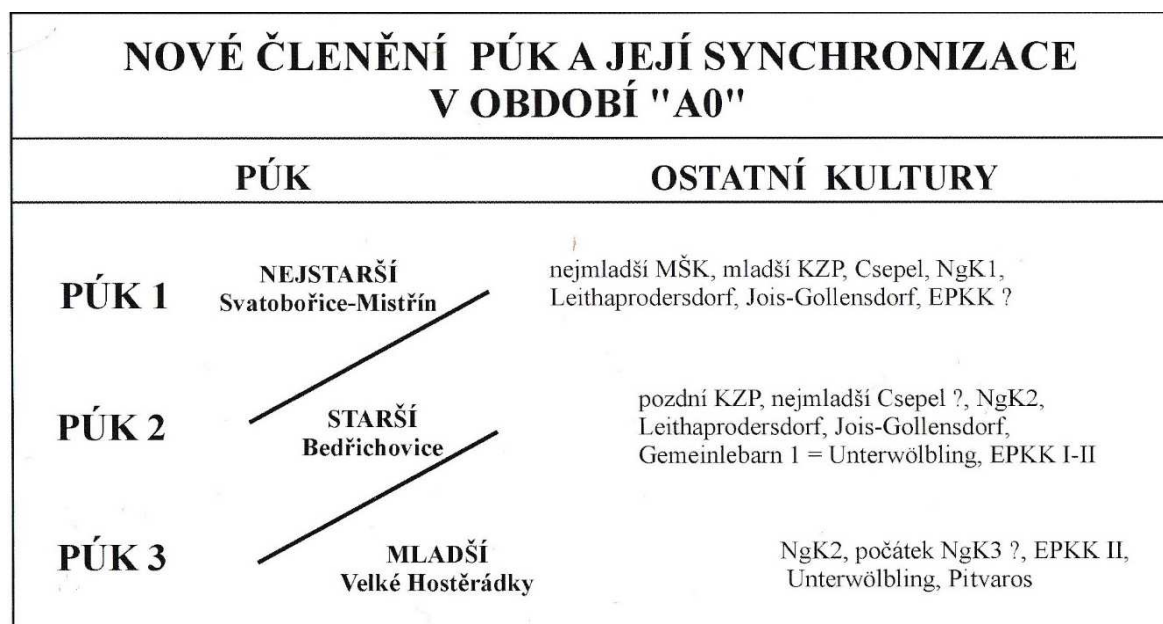 NOVÉ ČLENĚNÍ PÚK A JEJÍ SYNCHRONIZACE
V OBDOBÍ "A0"
PÚK
OSTATNÍ KULTURY
PÚK 1
NEJSTARŠÍ
Svatobořice-Mistřín
nejmladší MŠK, mladší KZP, Csepel, NgK1,
Leithaprodersdorf, Jois-Gollensdorf, EPKK ?
PÚK 2
STARŠÍ
Bedřichovice
pozdní KZP, nejmladší Csepel ?, NgK2,
Leithaprodersdorf, Jois-Gollensdorf,
Gemeinlebarn 1 = Unterwölbling, EPKK I-II
PÚK 3
MLADŠÍ
Velké Hostěrádky
NgK2, počátek NgK3 ?, EPKK II,
Unterwölbling, Pitvaros